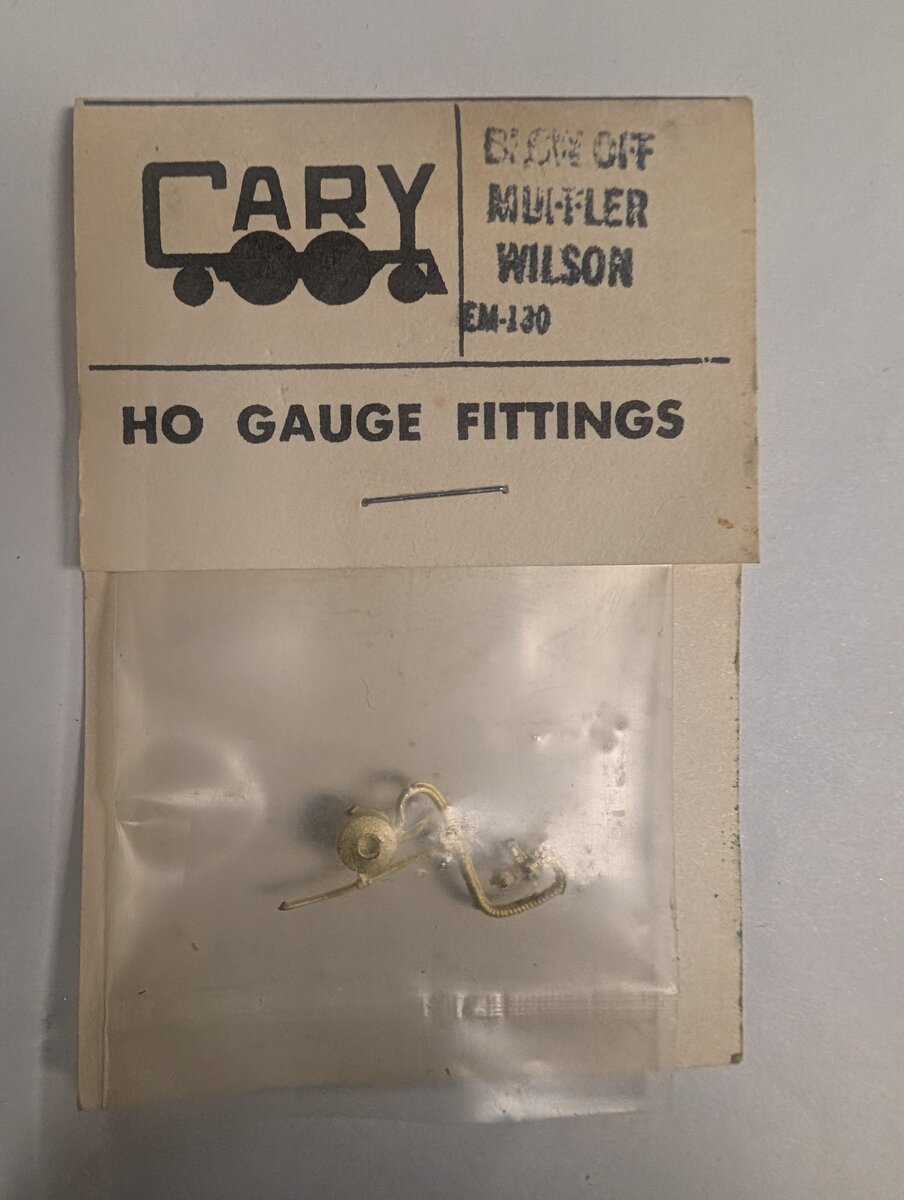 CARY
BLOW OFF
MUFFLER
WILSON
EM-130
HO GAUGE FITTINGS